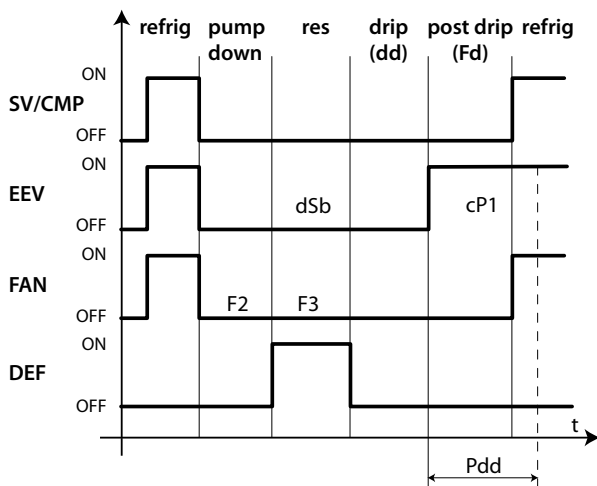 refrig pump down res drip (dd) post drip (Fd) refrig
SV/CMP
ON
OFF
EEV
ON
OFF
dSb
cP1
FAN
ON
OFF
F2
F3
DEF
ON
OFF
t
Pdd